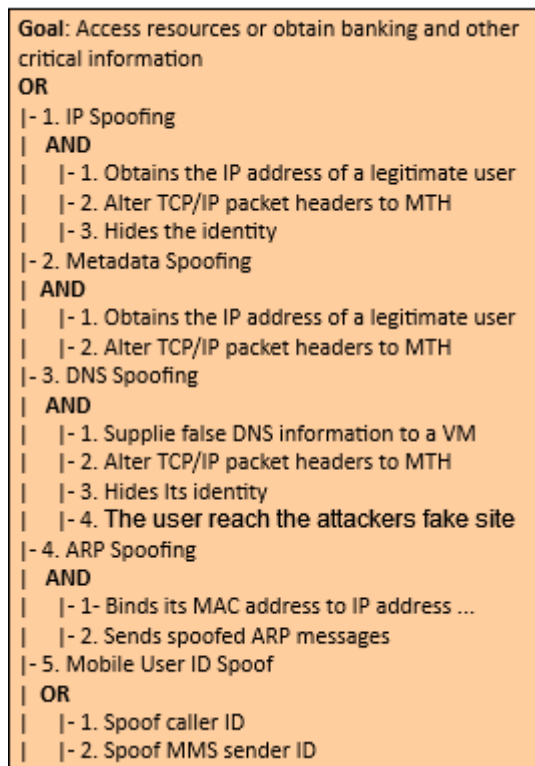 Goal: Access resources or obtain banking and other
critical information
OR
|- 1. IP Spoofing
| AND
| |- 1. Obtains the IP address of a legitimate user
| |- 2. Alter TCP/IP packet headers to MTH
| |- 3. Hides the identity
|- 2. Metadata Spoofing
| AND
| |- 1. Obtains the IP address of a legitimate user
| |- 2. Alter TCP/IP packet headers to MTH
|- 3. DNS Spoofing
| AND
| |- 1. Supplie false DNS information to a VM
| |- 2. Alter TCP/IP packet headers to MTH
| |- 3. Hides Its identity
| |- 4. The user reach the attackers fake site
|- 4. ARP Spoofing
| AND
| |- 1- Binds its MAC address to IP address ...
| |- 2. Sends spoofed ARP messages
|- 5. Mobile User ID Spoof
| OR
| |- 1. Spoof caller ID
| |- 2. Spoof MMS sender ID